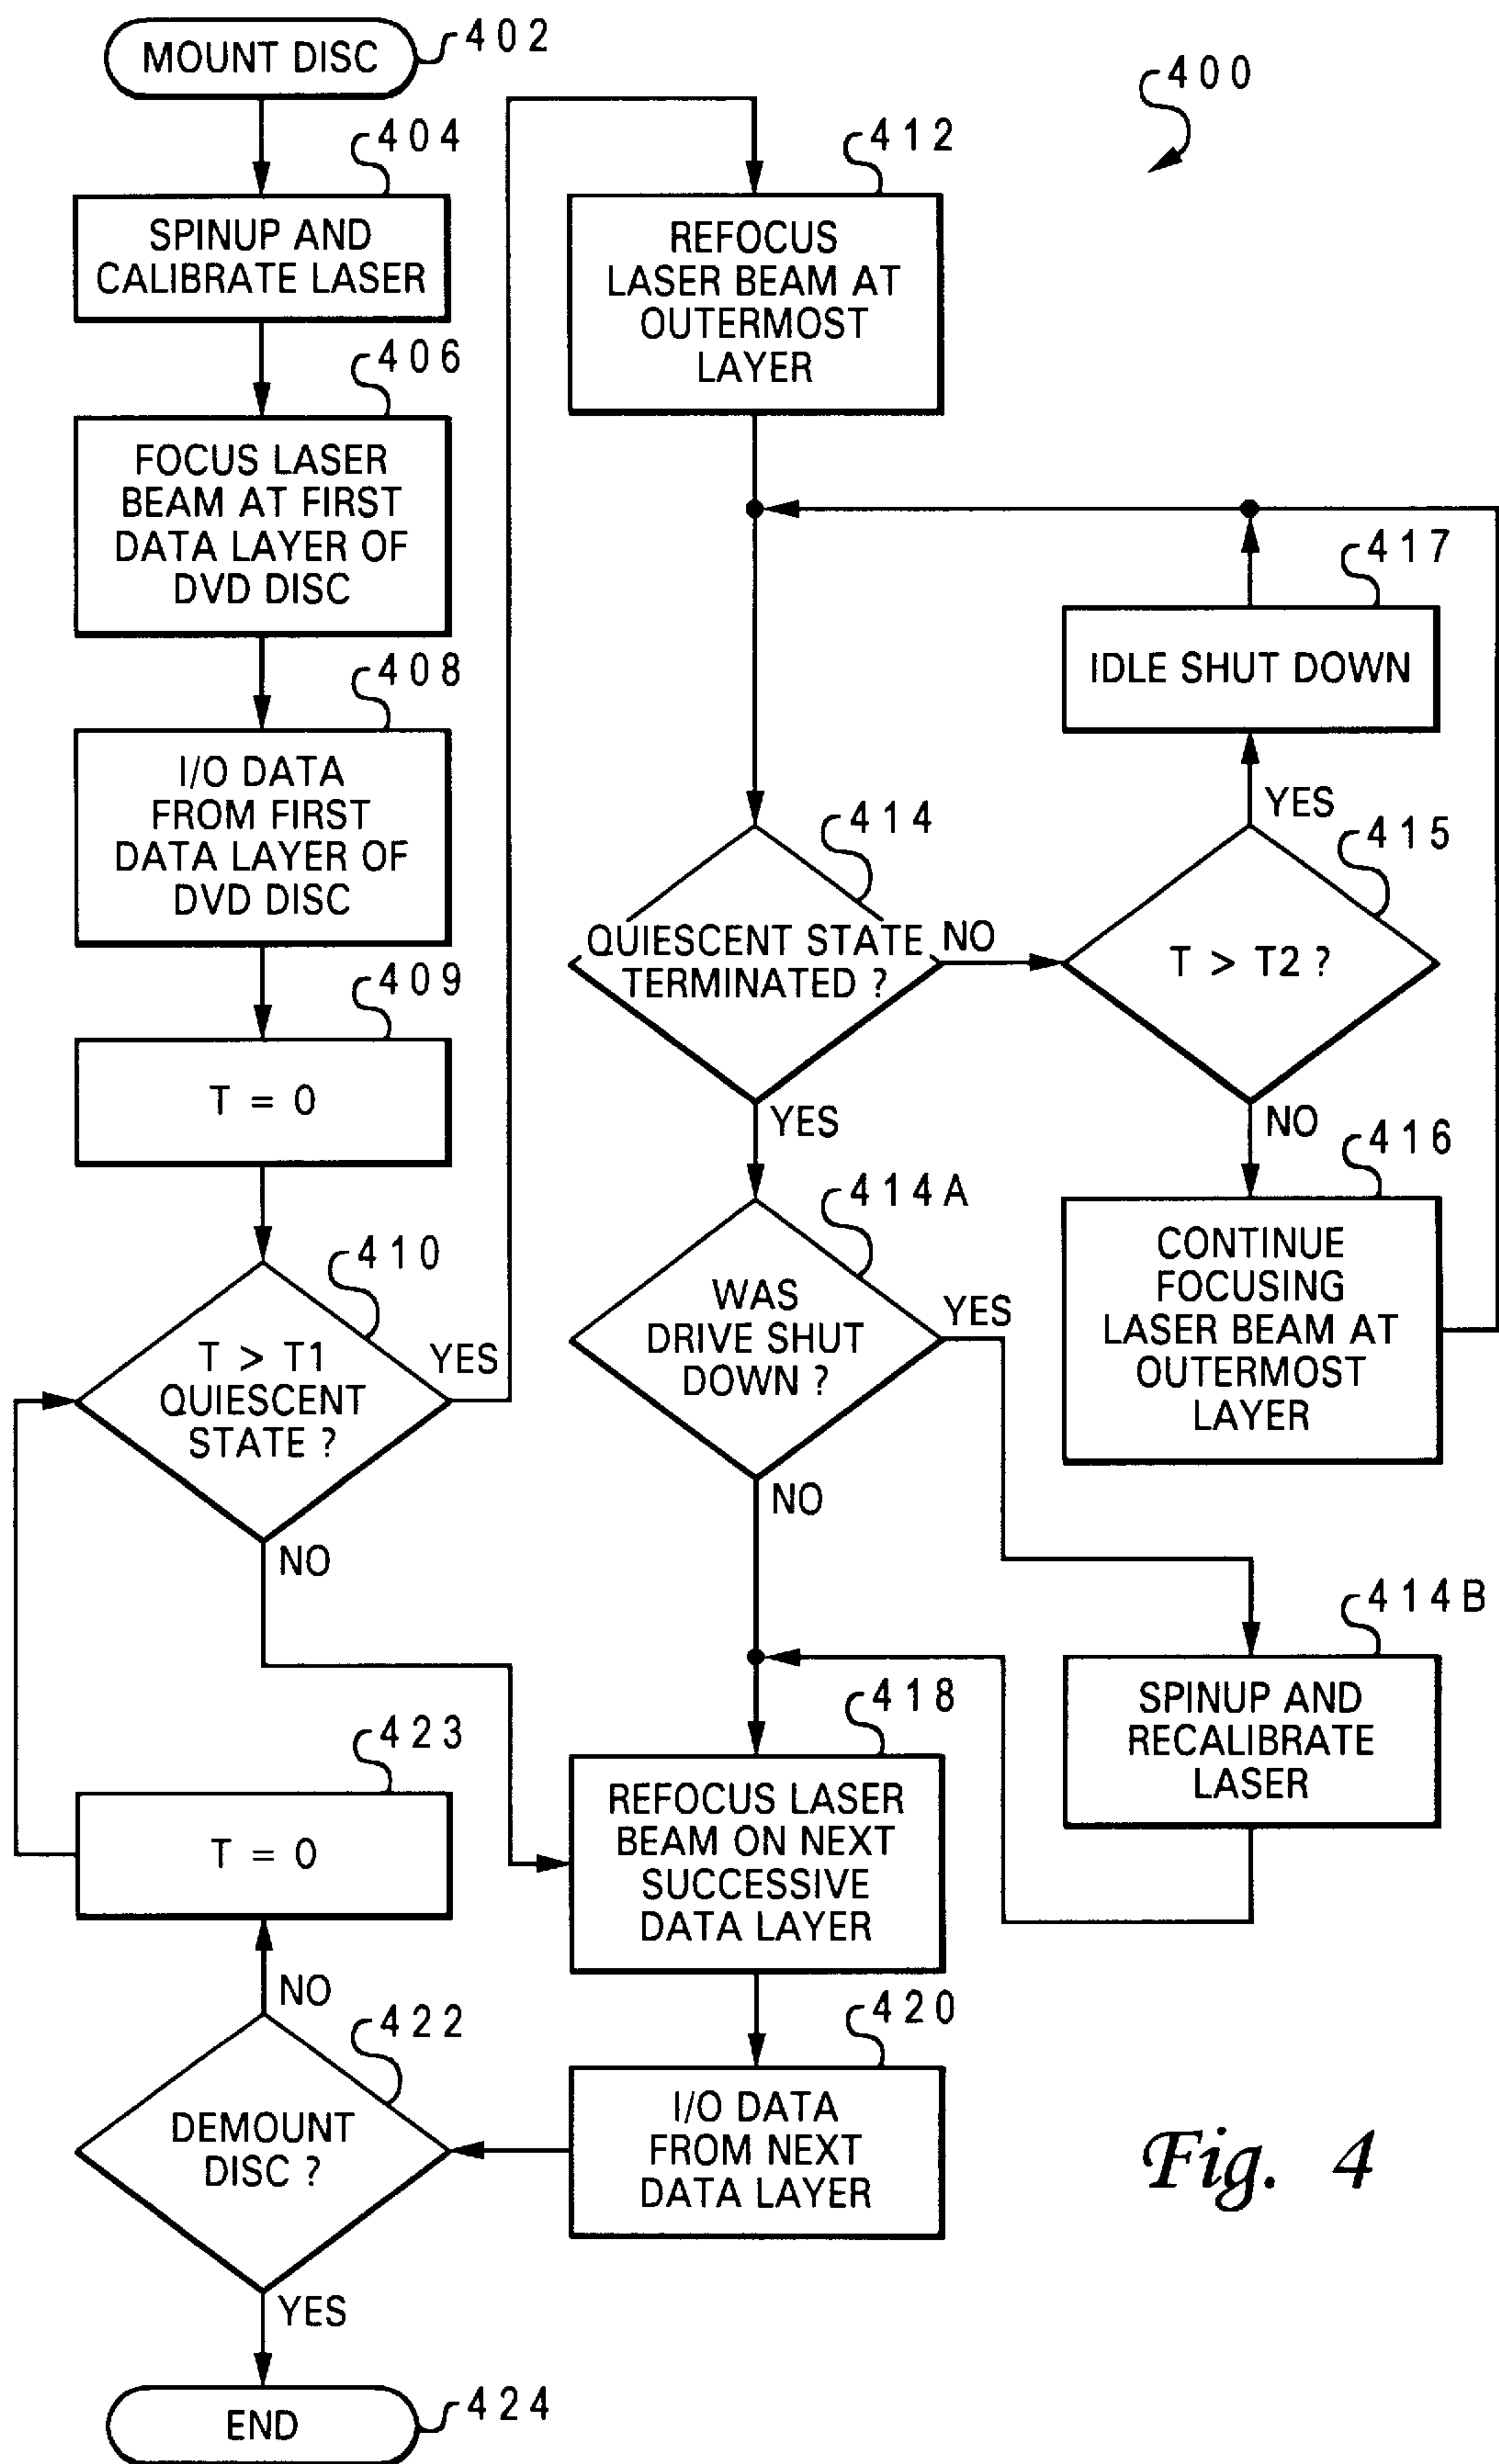 MOUNT DISC
402
404
SPINUP AND
CALIBRATE LASER
406
FOCUS LASER
BEAM AT FIRST
DATA LAYER OF
DVD DISC
408
I/O DATA
FROM FIRST
DATA LAYER OF
DVD DISC
409
T = 0
410
T > T1
QUIESCENT
STATE ?
YES
NO
400
412
REFOCUS
LASER BEAM AT
OUTERMOST
LAYER
414
QUIESCENT STATE
TERMINATED ?
NO
YES
415
T > T2 ?
YES
NO
417
IDLE SHUT DOWN
416
CONTINUE
FOCUSING
LASER BEAM AT
OUTERMOST
LAYER
414A
WAS
DRIVE SHUT
DOWN ?
YES
NO
414B
SPINUP AND
RECALIBRATE
LASER
418
REFOCUS LASER
BEAM ON NEXT
SUCCESSIVE
DATA LAYER
420
I/O DATA
FROM NEXT
DATA LAYER
423
T = 0
NO
422
DEMOUNT
DISC ?
YES
END
424
Fig. 4